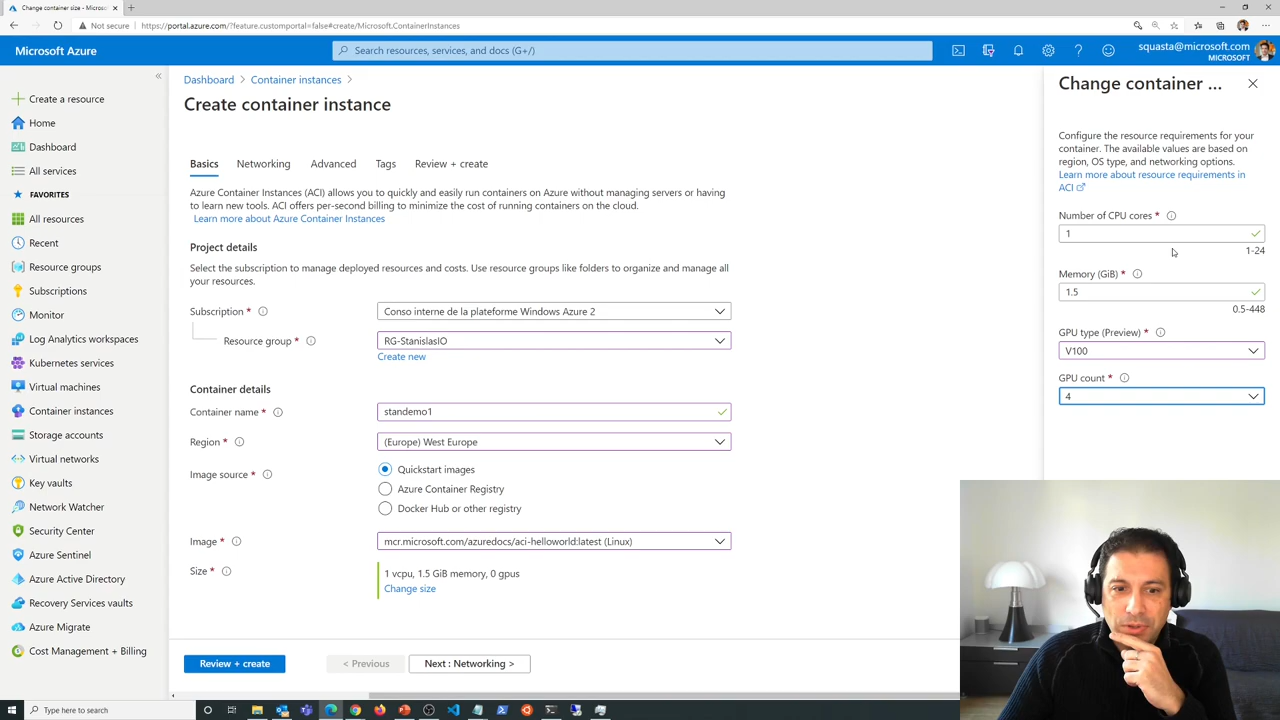 Change container size - Microso
Not secure
https://portal.azure.com/?feature.customportal=false#create/Microsoft.ContainerInstances
Microsoft Azure
Search resources, services, and docs (G+/)
squasta@microsoft.com
MICROSOFT
Create a resource
Home
Dashboard
All services
FAVORITES
All resources
Recent
Resource groups
Subscriptions
Monitor
Log Analytics workspaces
Kubernetes services
Virtual machines
Container instances
Storage accounts
Virtual networks
Key vaults
Network Watcher
Security Center
Azure Sentinel
Azure Active Directory
Recovery Services vaults
Azure Migrate
Cost Management + Billing
Dashboard > Container instances >
Create container instance
Basics Networking Advanced Tags Review + create
Azure Container Instances (ACI) allows you to quickly and easily run containers on Azure without managing servers or having
to learn new tools. ACI offers per-second billing to minimize the cost of running containers on the cloud.
Learn more about Azure Container Instances
Project details
Select the subscription to manage deployed resources and costs. Use resource groups like folders to organize and manage all
your resources.
Subscription * Conso interne de la plateforme Windows Azure 2
Resource group * RG-StanislasIO
Create new
Container details
Container name * standemo1
Region * (Europe) West Europe
Image source * Quickstart images
Azure Container Registry
Docker Hub or other registry
Image * mcr.microsoft.com/azuredocs/aci-helloworld:latest (Linux)
Size * 1 vcpu, 1.5 GiB memory, 0 gpus
Change size
Review + create < Previous Next : Networking >
Change container ...
Configure the resource requirements for your
container. The available values are based on
region, OS type, and networking options.
Learn more about resource requirements in
ACI
Number of CPU cores *
1
1-24
Memory (GiB) *
1.5
0.5-448
GPU type (Preview) *
V100
GPU count *
4
Type here to search